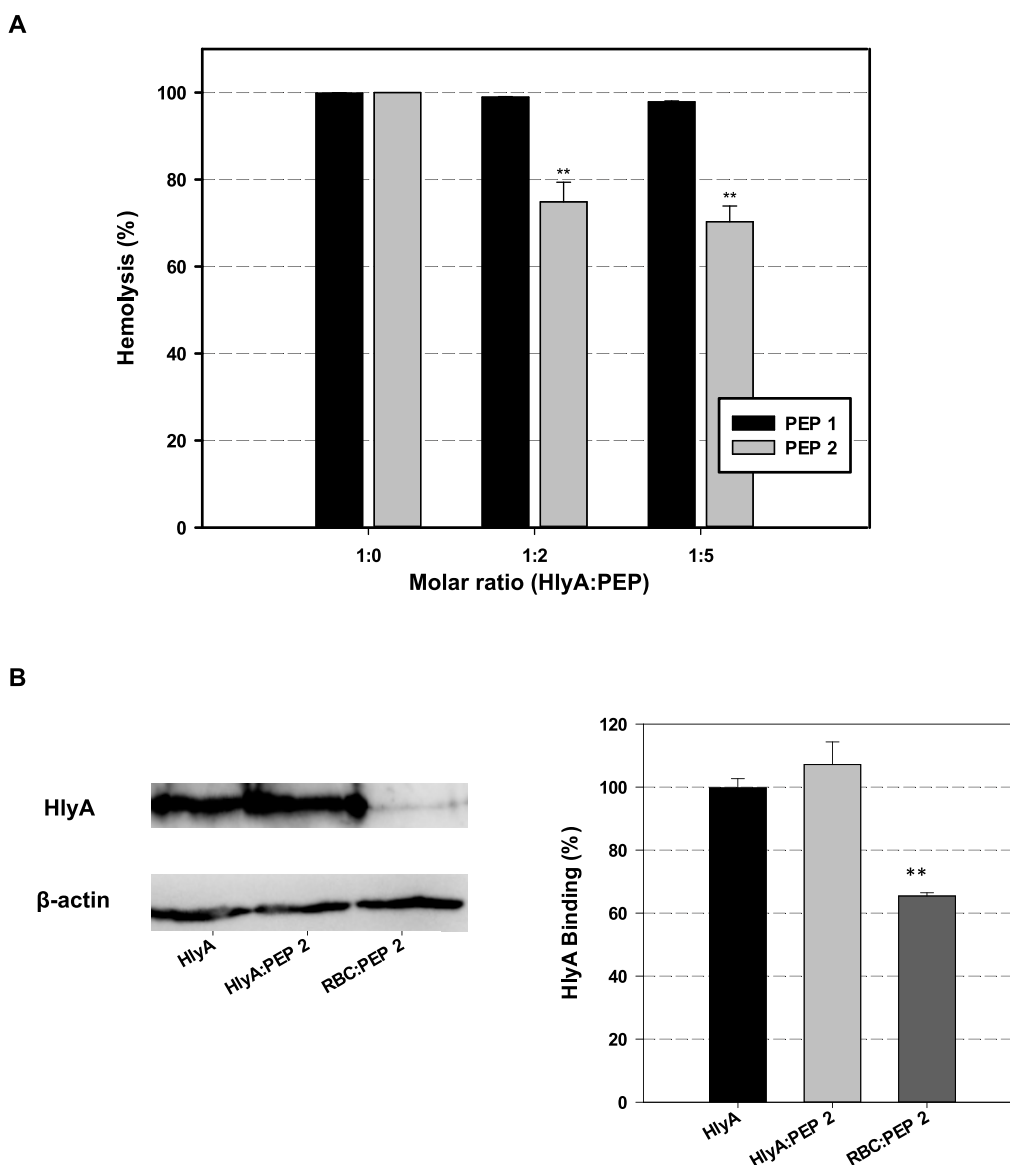 A
Hemolysis (%)
100
80
60
40
20
0
**
**
PEP 1
PEP 2
1:0
1:2
1:5
Molar ratio (HlyA:PEP)
B
HlyA
β-actin
HlyA
HlyA:PEP 2
RBC:PEP 2
HlyA Binding (%)
120
100
80
60
40
20
0
**
HlyA
HlyA:PEP 2
RBC:PEP 2